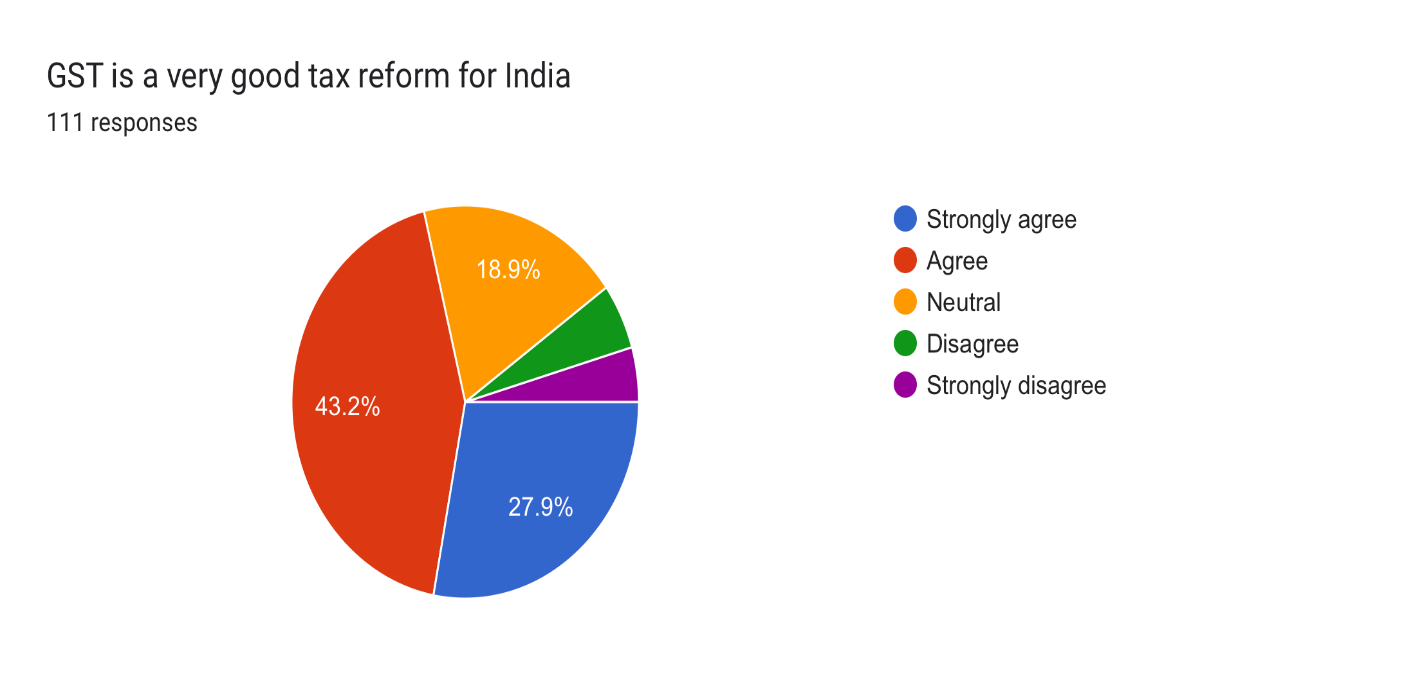 GST is a very good tax reform for India
111 responses
Strongly agree
Agree
Neutral
Disagree
Strongly disagree
18.9%
43.2%
27.9%